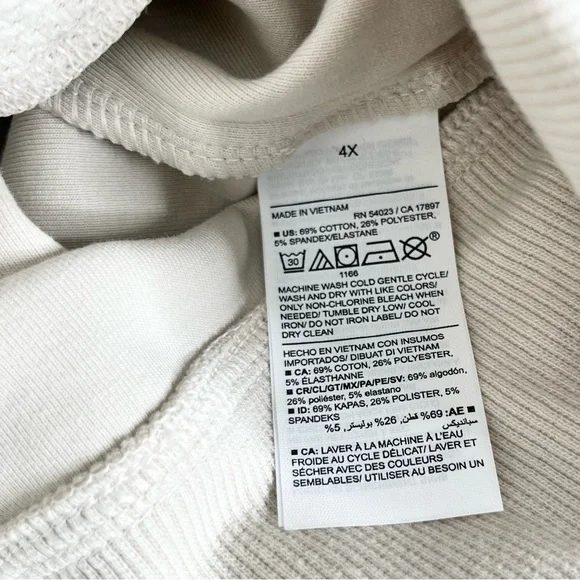 4X
MADE IN VIETNAM RN 54023 / CA 17897
■ US: 69% COTTON, 26% POLYESTER,
5% SPANDEX/ELASTANE
30
®
1166
MACHINE WASH COLD GENTLE CYCLE/
WASH AND DRY WITH LIKE COLORS/
ONLY NON-CHLORINE BLEACH WHEN
NEEDED/ TUMBLE DRY LOW/ COOL
IRON/ DO NOT IRON LABEL/ DO NOT
DRY CLEAN
HECHO EN VIETNAM CON INSUMOS
IMPORTADOS/ DIBUAT DI VIETNAM
■ CA: 69% COTON, 26% POLYESTER,
5% ÉLASTHANNE
■ CR/CL/GT/MX/PA/PE/SV: 69% algodón,
26% poliéster, 5% elastano
■ ID: 69% KAPAS, 26% POLISTER, 5%
SPANDEKS
■ AE: 69% قطن, 26% بوليستر, 5%
سباندیکس
■ CA: LAVER À LA MACHINE À L'EAU
FROIDE AU CYCLE DÉLICAT/ LAVER ET
SÉCHER AVEC DES COULEURS
SEMBLABLES/ UTILISER AU BESOIN UN